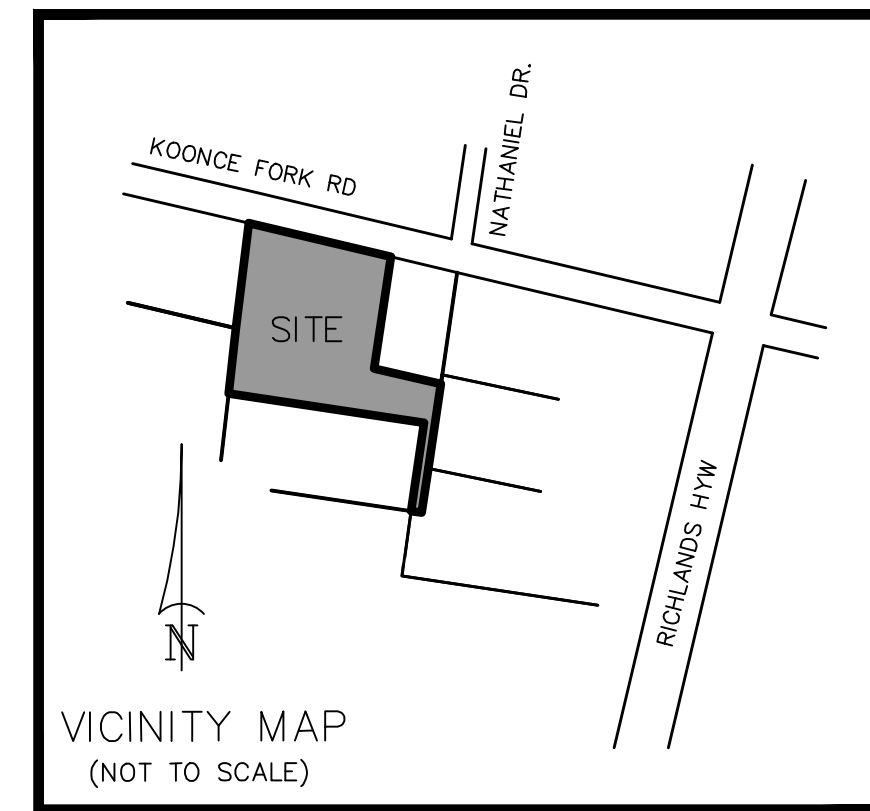 KOONCE FORK RD
NATHANIEL DR.
SITE
RICHLANDS HYW
N
VICINITY MAP
(NOT TO SCALE)